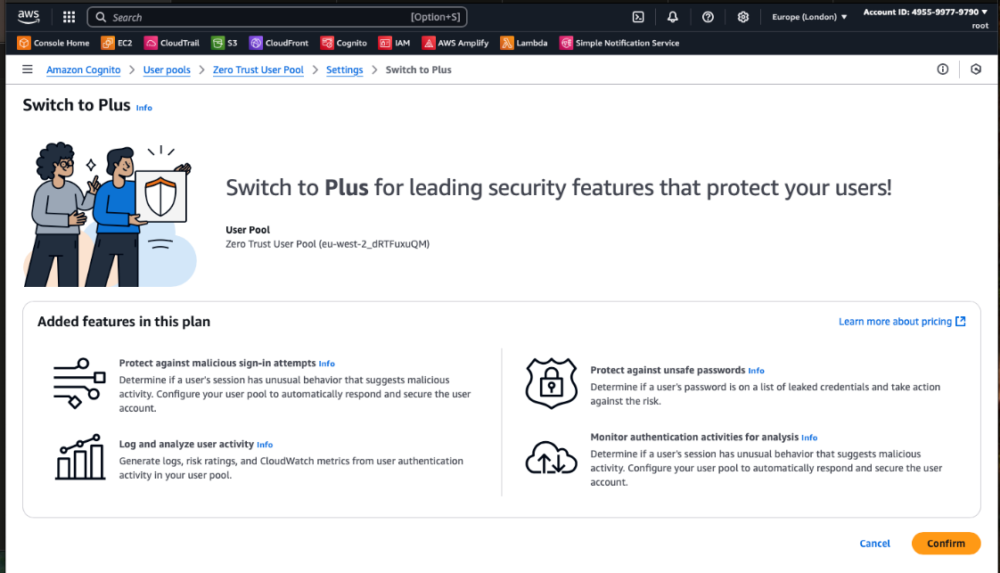 aws
Search
[Option+S]
Europe (London) ▼
Account ID: 4955-9977-9790 ▼
root
Console Home
EC2
CloudTrail
S3
CloudFront
Cognito
IAM
AWS Amplify
Lambda
Simple Notification Service
Amazon Cognito
User pools
Zero Trust User Pool
Settings
Switch to Plus
Switch to Plus Info
Switch to Plus for leading security features that protect your users!
User Pool
Zero Trust User Pool (eu-west-2_dRTFuxuQM)
Added features in this plan
Learn more about pricing
Protect against malicious sign-in attempts Info
Determine if a user's session has unusual behavior that suggests malicious
activity. Configure your user pool to automatically respond and secure the user
account.
Log and analyze user activity Info
Generate logs, risk ratings, and CloudWatch metrics from user authentication
activity in your user pool.
Protect against unsafe passwords Info
Determine if a user's password is on a list of leaked credentials and take action
against the risk.
Monitor authentication activities for analysis Info
Determine if a user's session has unusual behavior that suggests malicious
activity. Configure your user pool to automatically respond and secure the user
account.
Cancel
Confirm